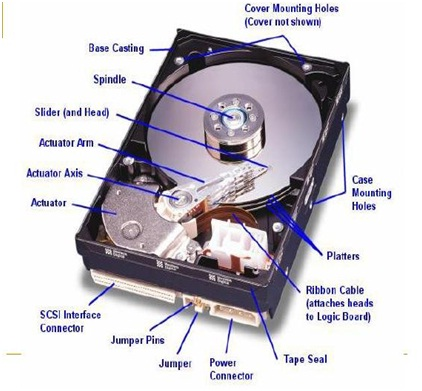 Cover Mounting Holes
(Cover not shown)
Base Casting
Spindle
Slider (and Head)
Actuator Arm
Actuator Axis
Actuator
Case
Mounting
Holes
Platters
Ribbon Cable
(attaches heads
to Logic Board)
SCSI Interface
Connector
Jumper Pins
Jumper
Power
Connector
Tape Seal